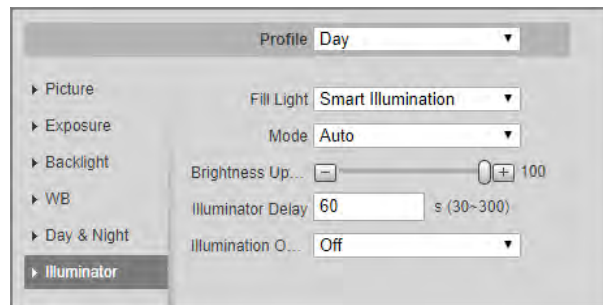 Profile Day
Picture
Fill Light Smart Illumination
Exposure
Mode Auto
Backlight
Brightness Up... 100
WB
Illuminator Delay 60 s (30~300)
Day & Night
Illumination O... Off
Illuminator